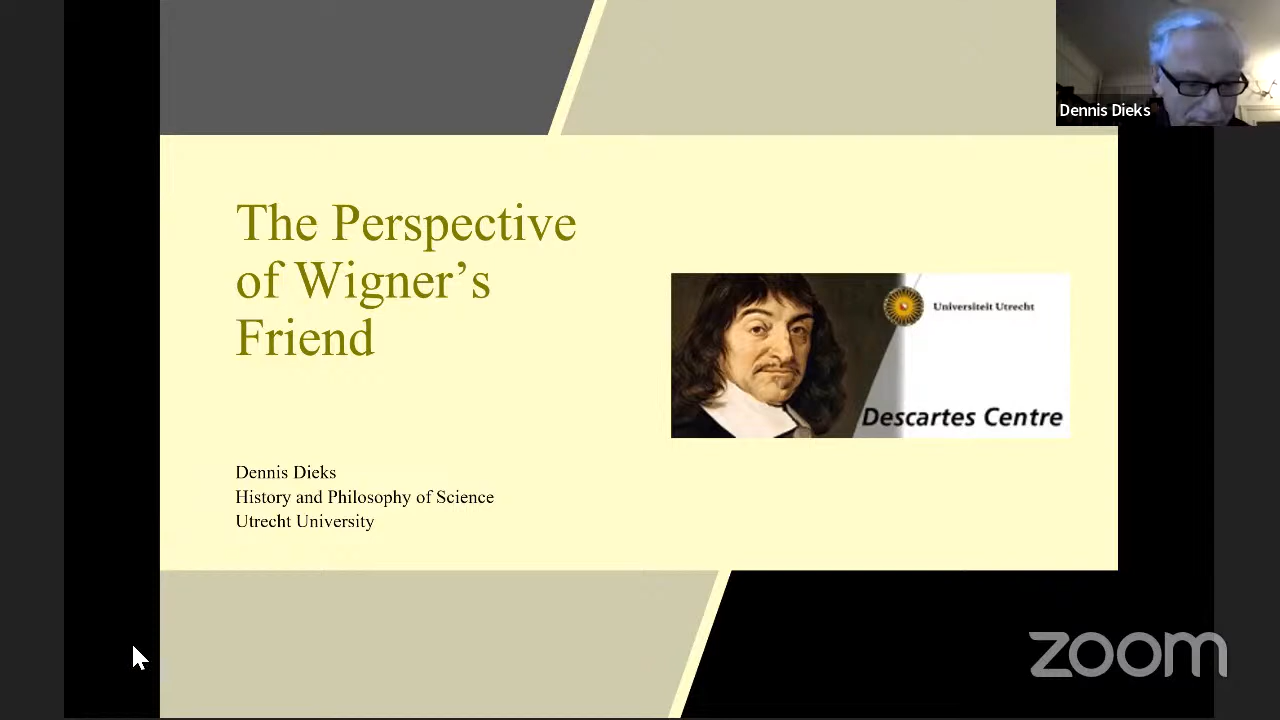 Dennis Dieks
The Perspective
of Wigner's
Friend
Universiteit Utrecht
Descartes Centre
Dennis Dieks
History and Philosophy of Science
Utrecht University
zoom